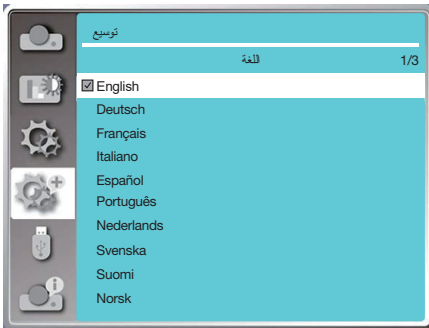 توسيع
اللغة 1/3
English
Deutsch
Français
Italiano
Español
Português
Nederlands
Svenska
Suomi
Norsk